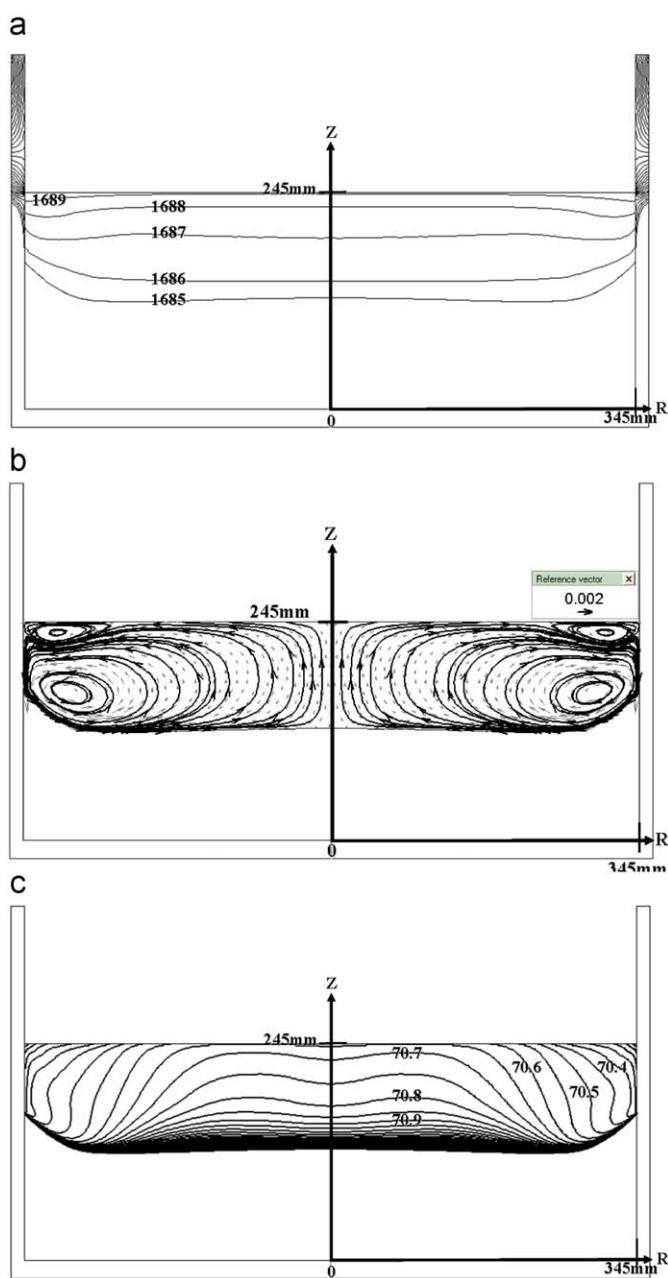 a
Z
245mm
1689
1688
1687
1686
1685
R
0
345mm
b
Z
Reference vector x
0.002
245mm
R
0
345mm
c
Z
245mm
70.7
70.6
70.4
70.5
70.8
70.9
R
0
345mm